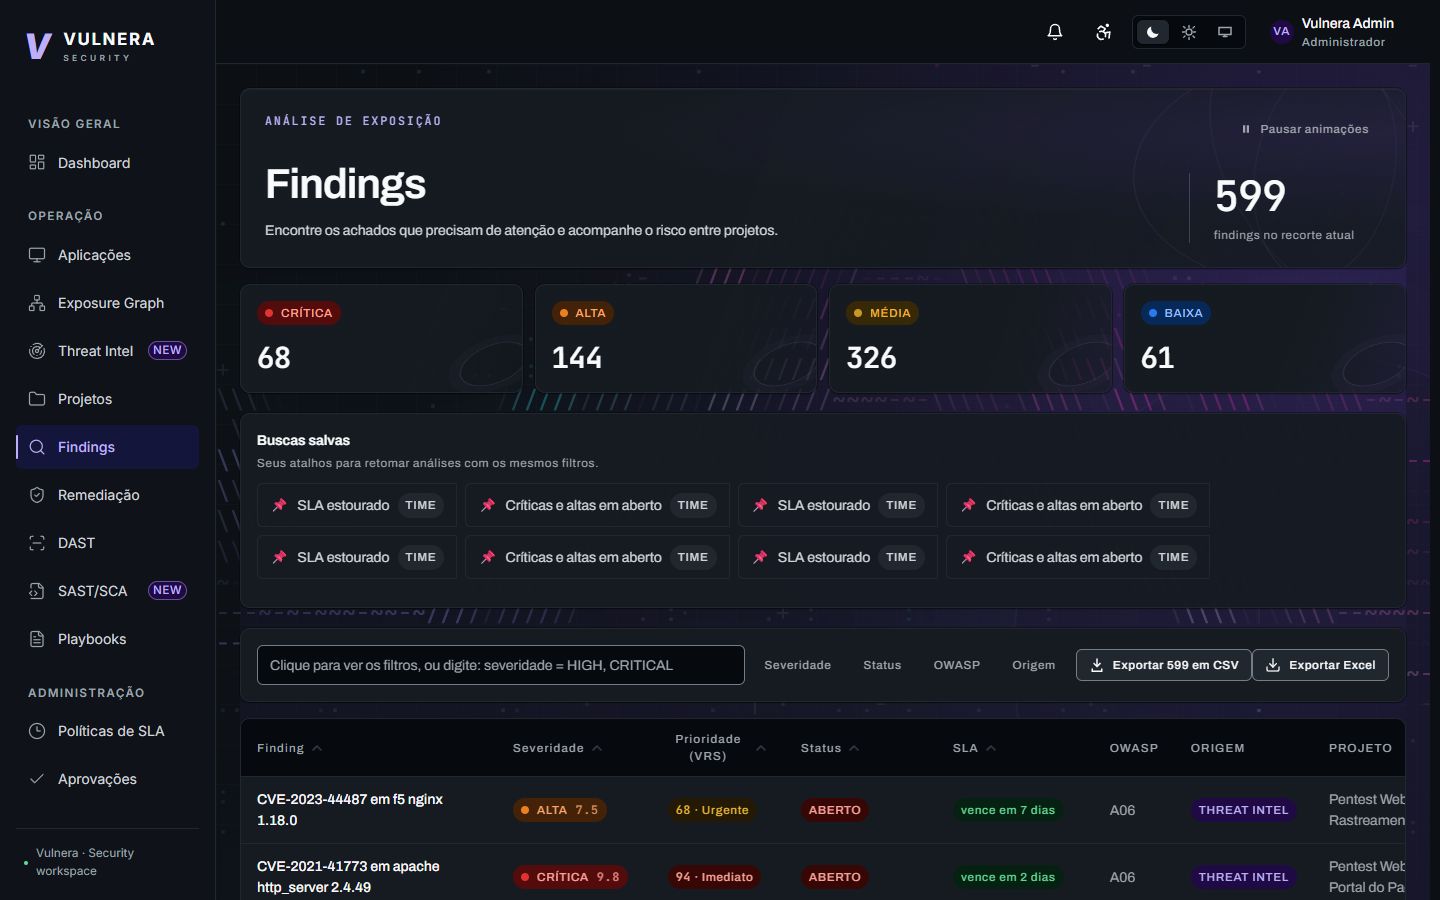 VULNERA
SECURITY
VISÃO GERAL
Dashboard
OPERAÇÃO
Aplicações
Exposure Graph
Threat Intel NEW
Projetos
Findings
Remediação
DAST
SAST/SCA NEW
Playbooks
ADMINISTRAÇÃO
Políticas de SLA
Aprovações
Vulnera · Security
workspace
VA
Vulnera Admin
Administrador
ANÁLISE DE EXPOSIÇÃO
Pausar animações
Findings
Encontre os achados que precisam de atenção e acompanhe o risco entre projetos.
599
findings no recorte atual
CRÍTICA
68
ALTA
144
MÉDIA
326
BAIXA
61
Buscas salvas
Seus atalhos para retomar análises com os mesmos filtros.
SLA estourado TIME
Críticas e altas em aberto TIME
SLA estourado TIME
Críticas e altas em aberto TIME
SLA estourado TIME
Críticas e altas em aberto TIME
SLA estourado TIME
Críticas e altas em aberto TIME
Clique para ver os filtros, ou digite: severidade = HIGH, CRITICAL
Severidade
Status
OWASP
Origem
Exportar 599 em CSV
Exportar Excel
Finding
Severidade
Prioridade
(VRS)
Status
SLA
OWASP
ORIGEM
PROJETO
CVE-2023-44487 em f5 nginx
1.18.0
ALTA 7.5
68 · Urgente
ABERTO
vence em 7 dias
A06
THREAT INTEL
Pentest Web
Rastreamen
CVE-2021-41773 em apache
http_server 2.4.49
CRÍTICA 9.8
94 · Imediato
ABERTO
vence em 2 dias
A06
THREAT INTEL
Pentest Web
Portal do Pa